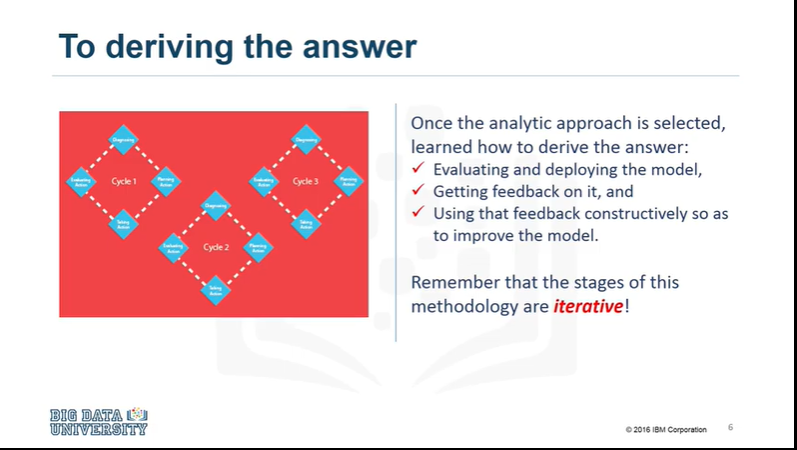 To deriving the answer
Diagnosing
Evaluating
Action
Cycle 1
Planning
Action
Taking
Action
Diagnosing
Evaluating
Action
Cycle 2
Planning
Action
Taking
Action
Diagnosing
Evaluating
Action
Cycle 3
Planning
Action
Taking
Action
Once the analytic approach is selected,
learned how to derive the answer:
✓ Evaluating and deploying the model,
✓ Getting feedback on it, and
✓ Using that feedback constructively so as
to improve the model.
Remember that the stages of this
methodology are iterative!
BIG DATA
UNIVERSITY
© 2016 IBM Corporation
6